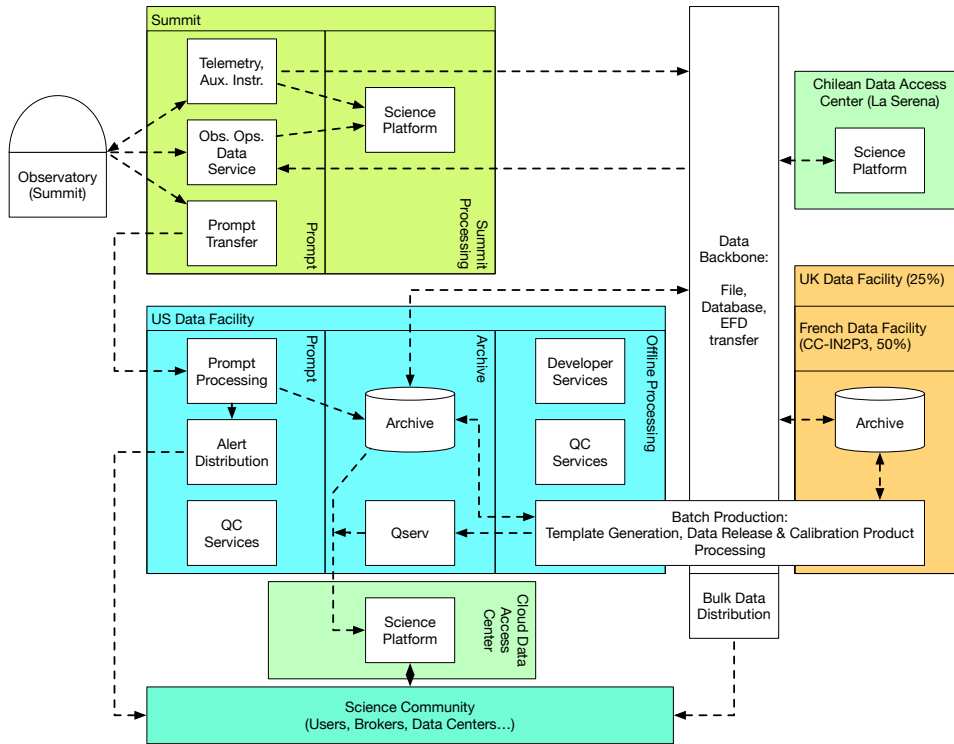 Summit
Telemetry,
Aux. Instr.
Science
Platform
Obs. Ops.
Data
Service
Observatory
(Summit)
Prompt
Transfer
Prompt
Summit
Processing
Data
Backbone:
File,
Database,
EFD
transfer
Chilean Data Access
Center (La Serena)
Science
Platform
UK Data Facility (25%)
French Data Facility
(CC-IN2P3, 50%)
Archive
US Data Facility
Prompt
Processing
Prompt
Alert
Distribution
QC
Services
Archive
Archive
Qserv
Developer
Services
QC
Services
Offline Processing
Batch Production:
Template Generation, Data Release & Calibration Product
Processing
Bulk Data
Distribution
Science
Platform
Cloud Data
Access
Center
Science Community
(Users, Brokers, Data Centers…)